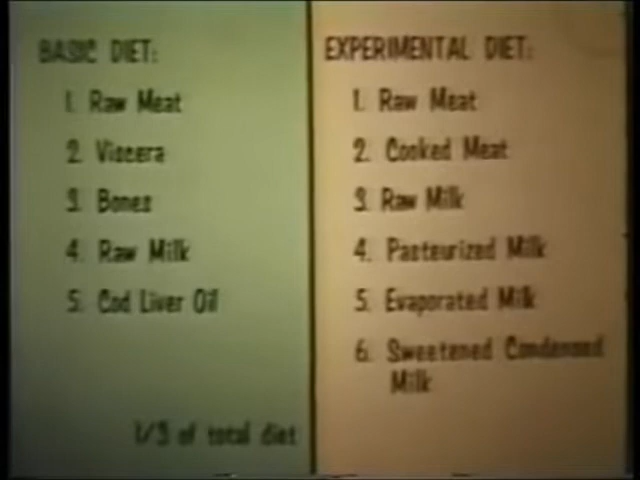 BASIC DIET:
1. Raw Meat
2. Viscera
3. Bones
4. Raw Milk
5. Cod Liver Oil
1/3 of total diet
EXPERIMENTAL DIET:
1. Raw Meat
2. Cooked Meat
3. Raw Milk
4. Pasteurized Milk
5. Evaporated Milk
6. Sweetened Condensed
Milk